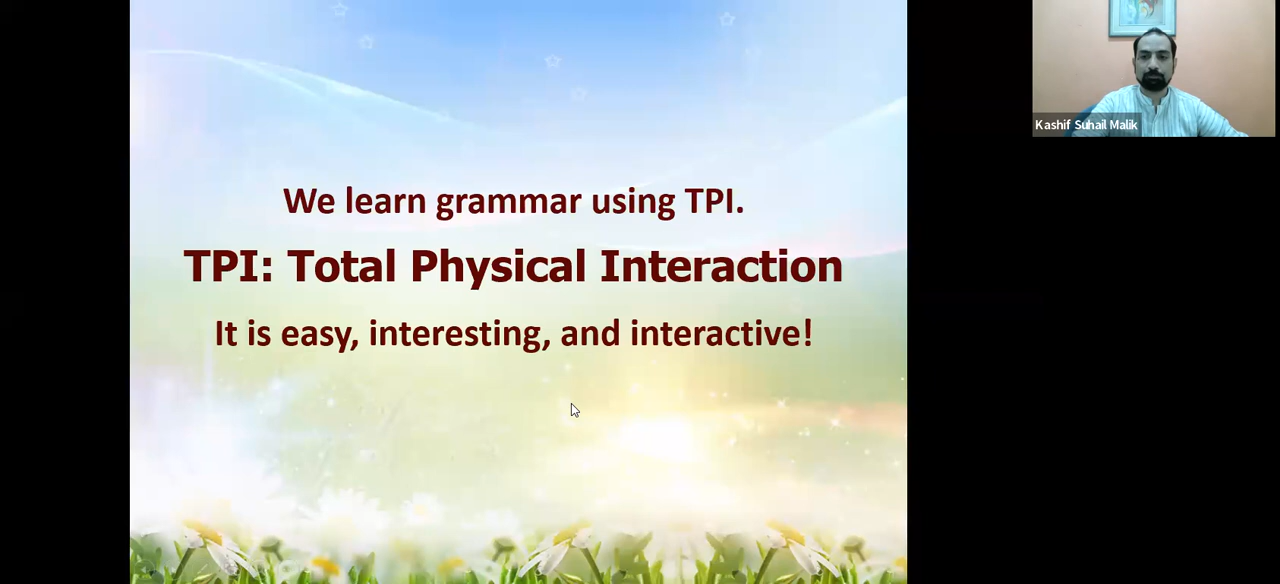 We learn grammar using TPI.
TPI: Total Physical Interaction
It is easy, interesting, and interactive!
Kashif Suhail Malik